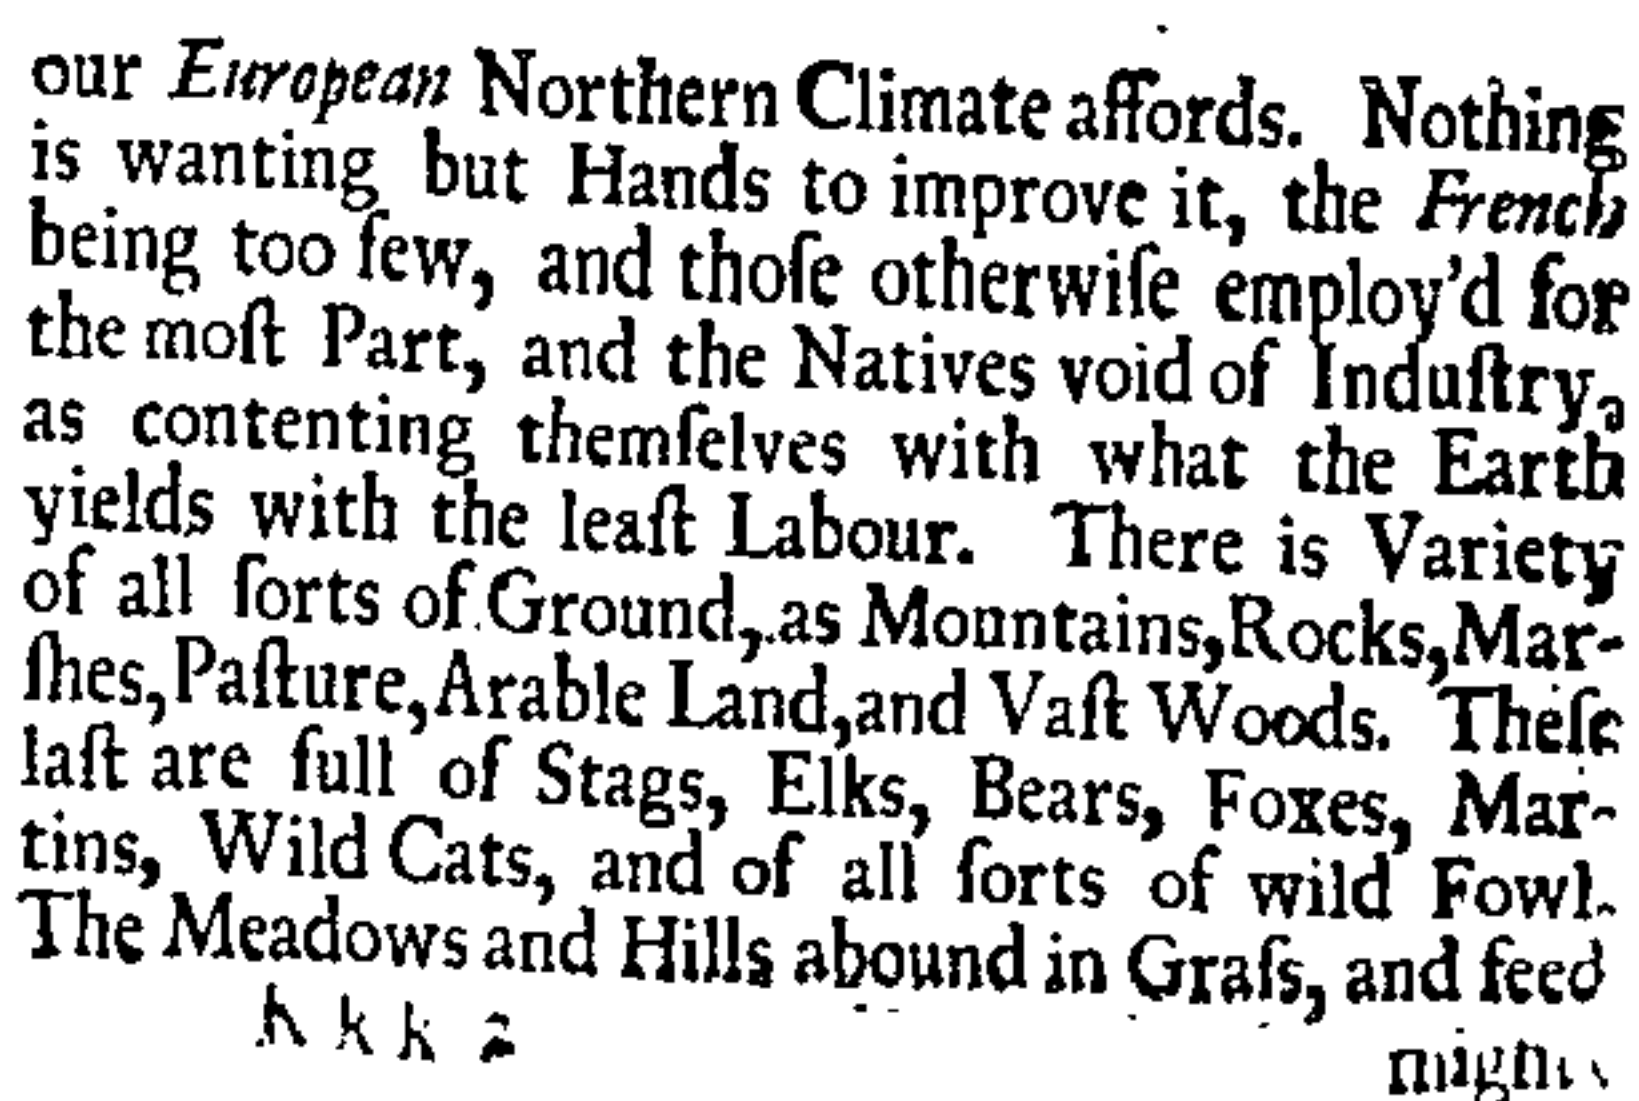 our European Northern Climate affords. Nothing
is wanting but Hands to improve it, the French
being too few, and thoſe otherwiſe employ'd for
the moſt Part, and the Natives void of Induſtry,
as contenting themſelves with what the Earth
yields with the leaſt Labour. There is Variety
of all ſorts of Ground, as Mountains, Rocks, Mar-
ſhes, Paſture, Arable Land, and Vaſt Woods. Theſe
laſt are full of Stags, Elks, Bears, Foxes, Mar-
tins, Wild Cats, and of all ſorts of wild Fowl.
The Meadows and Hills abound in Graſs, and feed
k k k 2